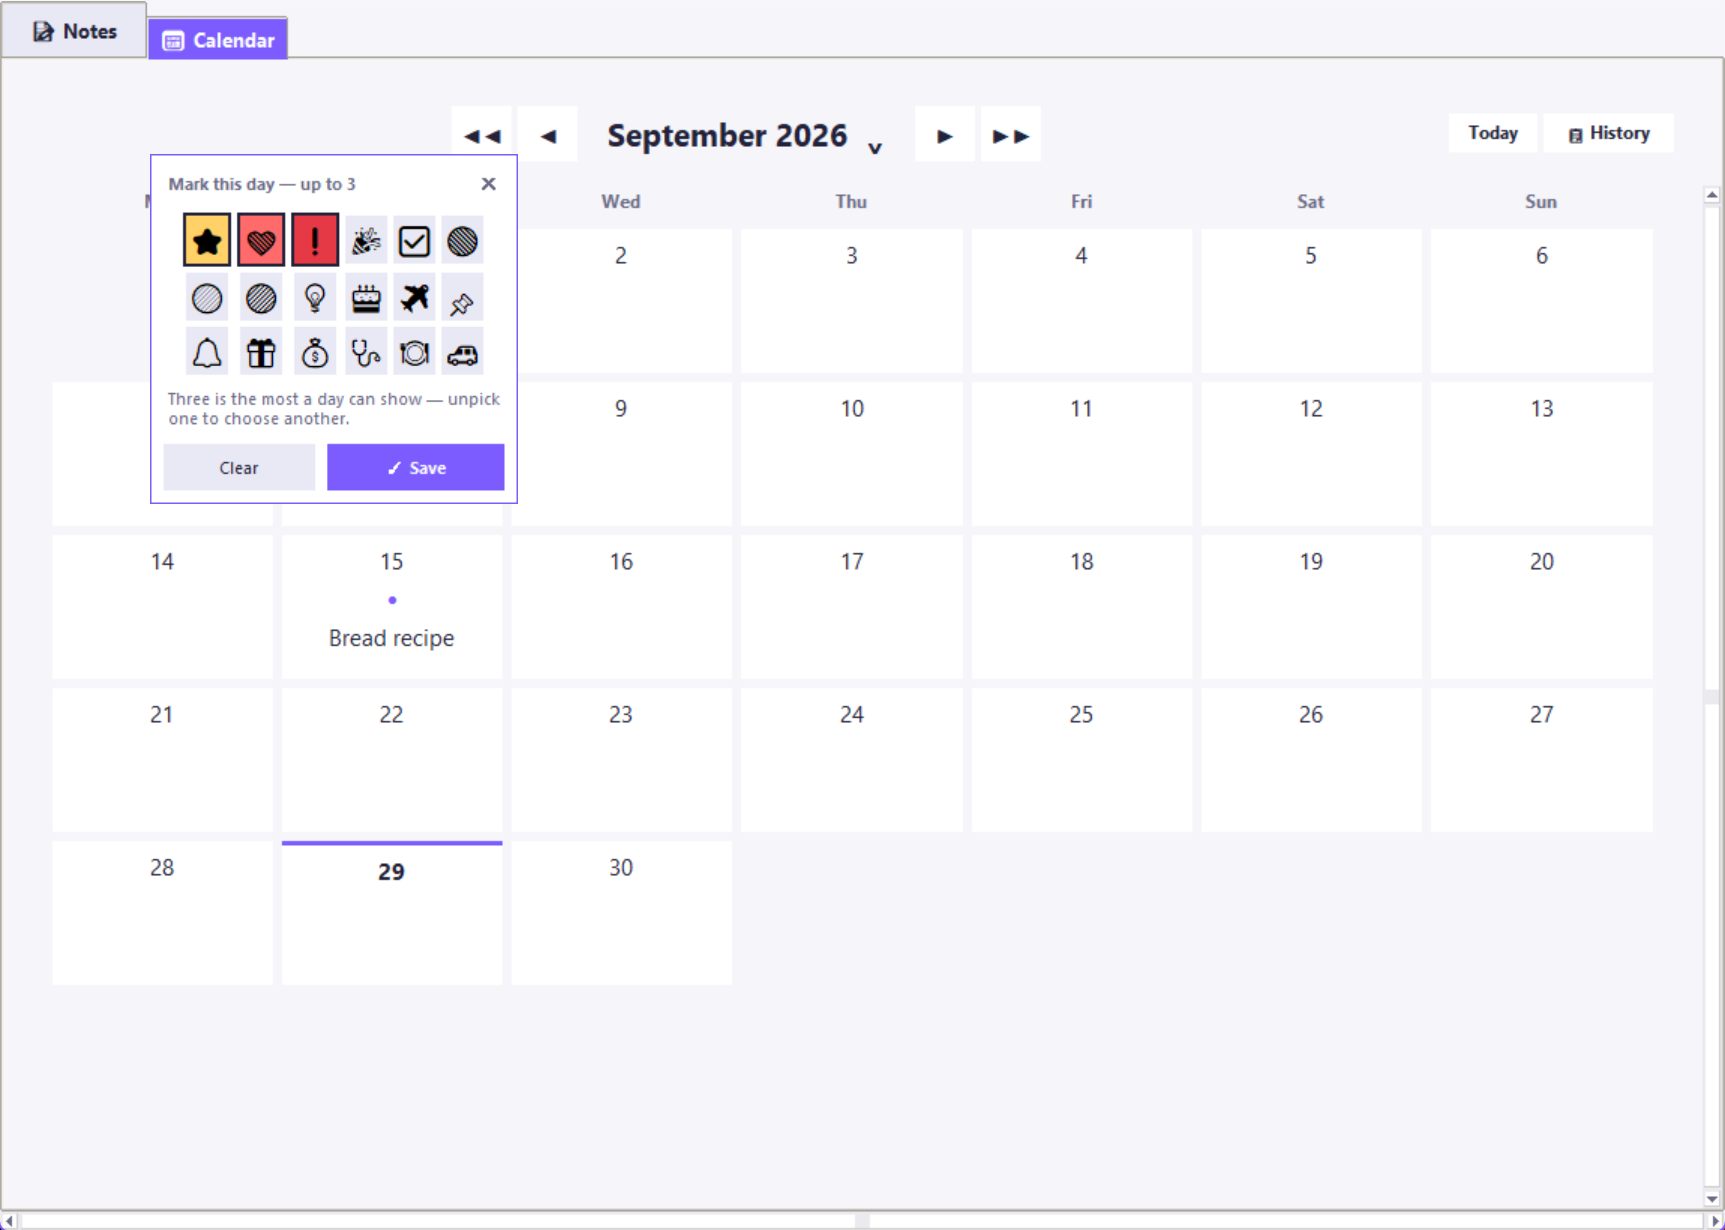 Notes
Calendar
September 2026
Today
History
Mark this day — up to 3
Wed Thu Fri Sat Sun
2 3 4 5 6
Three is the most a day can show — unpick
one to choose another.
Clear
✓ Save
9 10 11 12 13
14 15 16 17 18 19 20
Bread recipe
21 22 23 24 25 26 27
28 29 30